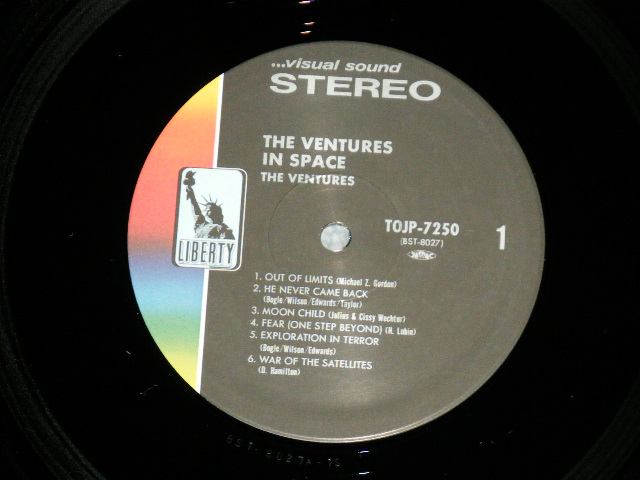 ...visual sound
STEREO
THE VENTURES
IN SPACE
THE VENTURES
LIBERTY
TOJP-7250
(BST-8027)
1
1. OUT OF LIMITS (Michael Z. Gordon)
2. HE NEVER CAME BACK
(Bogle/Wilson/Edwards/Taylor)
3. MOON CHILD (Julius & Cissy Wechter)
4. FEAR (ONE STEP BEYOND) (H. Lubin)
5. EXPLORATION IN TERROR
(Bogle/Wilson/Edwards)
6. WAR OF THE SATELLITES
(D. Hamilton)